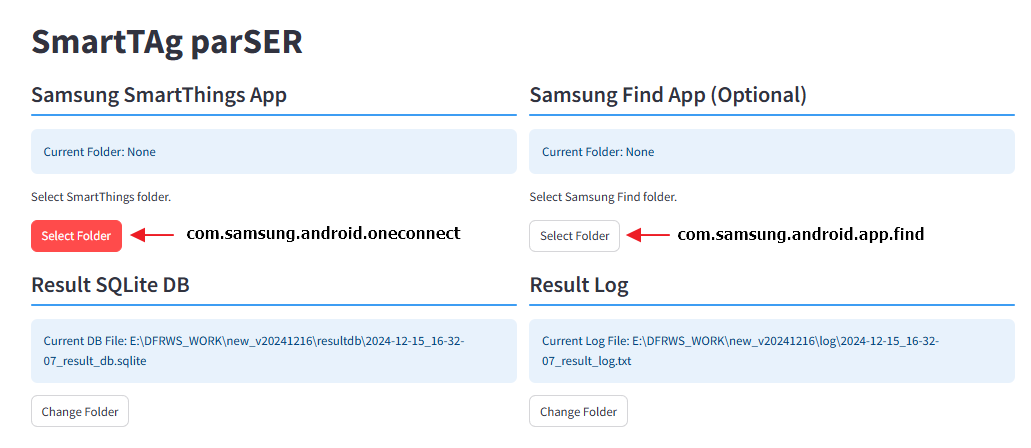 SmartTAg parSER
Samsung SmartThings App
Current Folder: None
Select SmartThings folder.
Select Folder
com.samsung.android.oneconnect
Samsung Find App (Optional)
Current Folder: None
Select Samsung Find folder.
Select Folder
com.samsung.android.app.find
Result SQLite DB
Current DB File: E:\DFRWS_WORK\new_v20241216\resultdb\2024-12-15_16-32-
07_result_db.sqlite
Change Folder
Result Log
Current Log File: E:\DFRWS_WORK\new_v20241216\log\2024-12-15_16-32-
07_result_log.txt
Change Folder